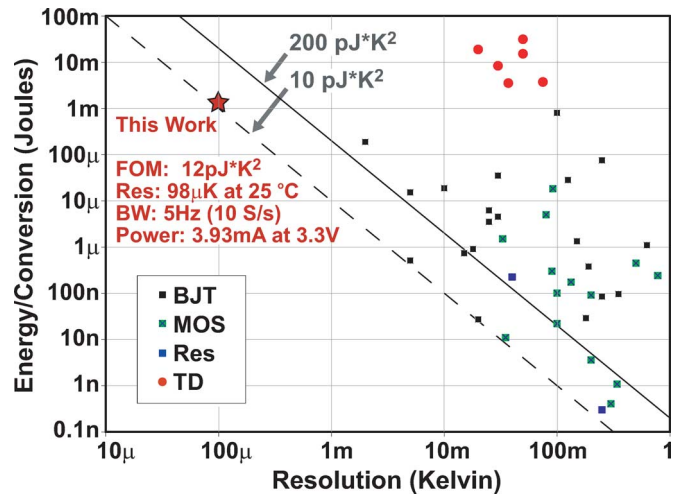 100m
10m
1m
100μ
10μ
1μ
100n
10n
1n
0.1n
Energy/Conversion (Joules)
200 pJ*K²
10 pJ*K²
This Work
FOM: 12pJ*K²
Res: 98μK at 25 °C
BW: 5Hz (10 S/s)
Power: 3.93mA at 3.3V
BJT
MOS
Res
TD
10μ 100μ 1m 10m 100m 1
Resolution (Kelvin)